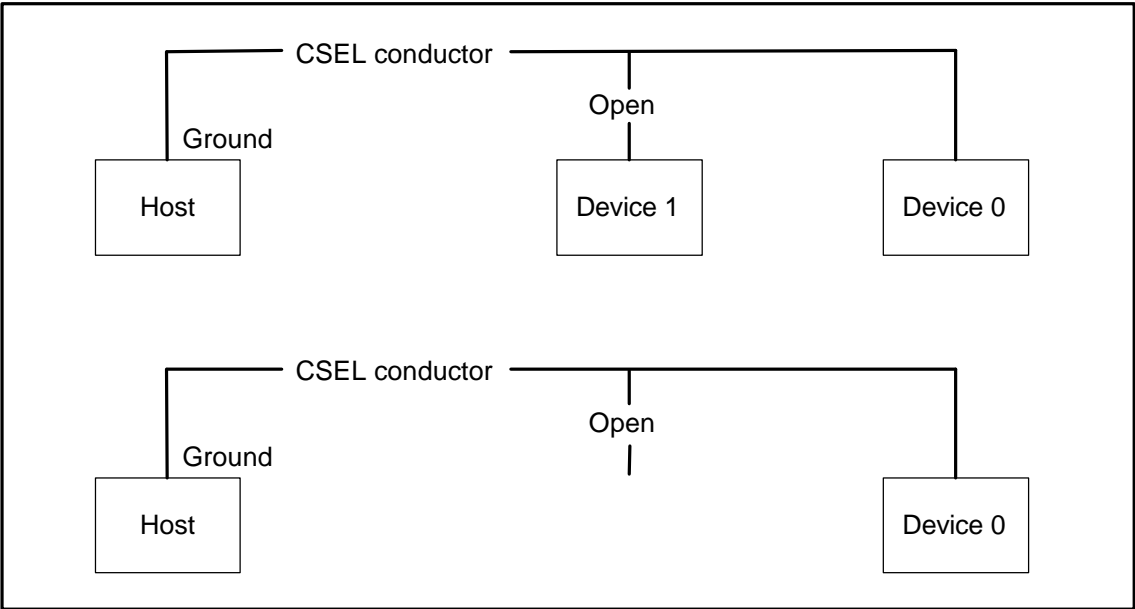 CSEL conductor
Open
Ground
Host
Device 1
Device 0
CSEL conductor
Open
Ground
Host
Device 0